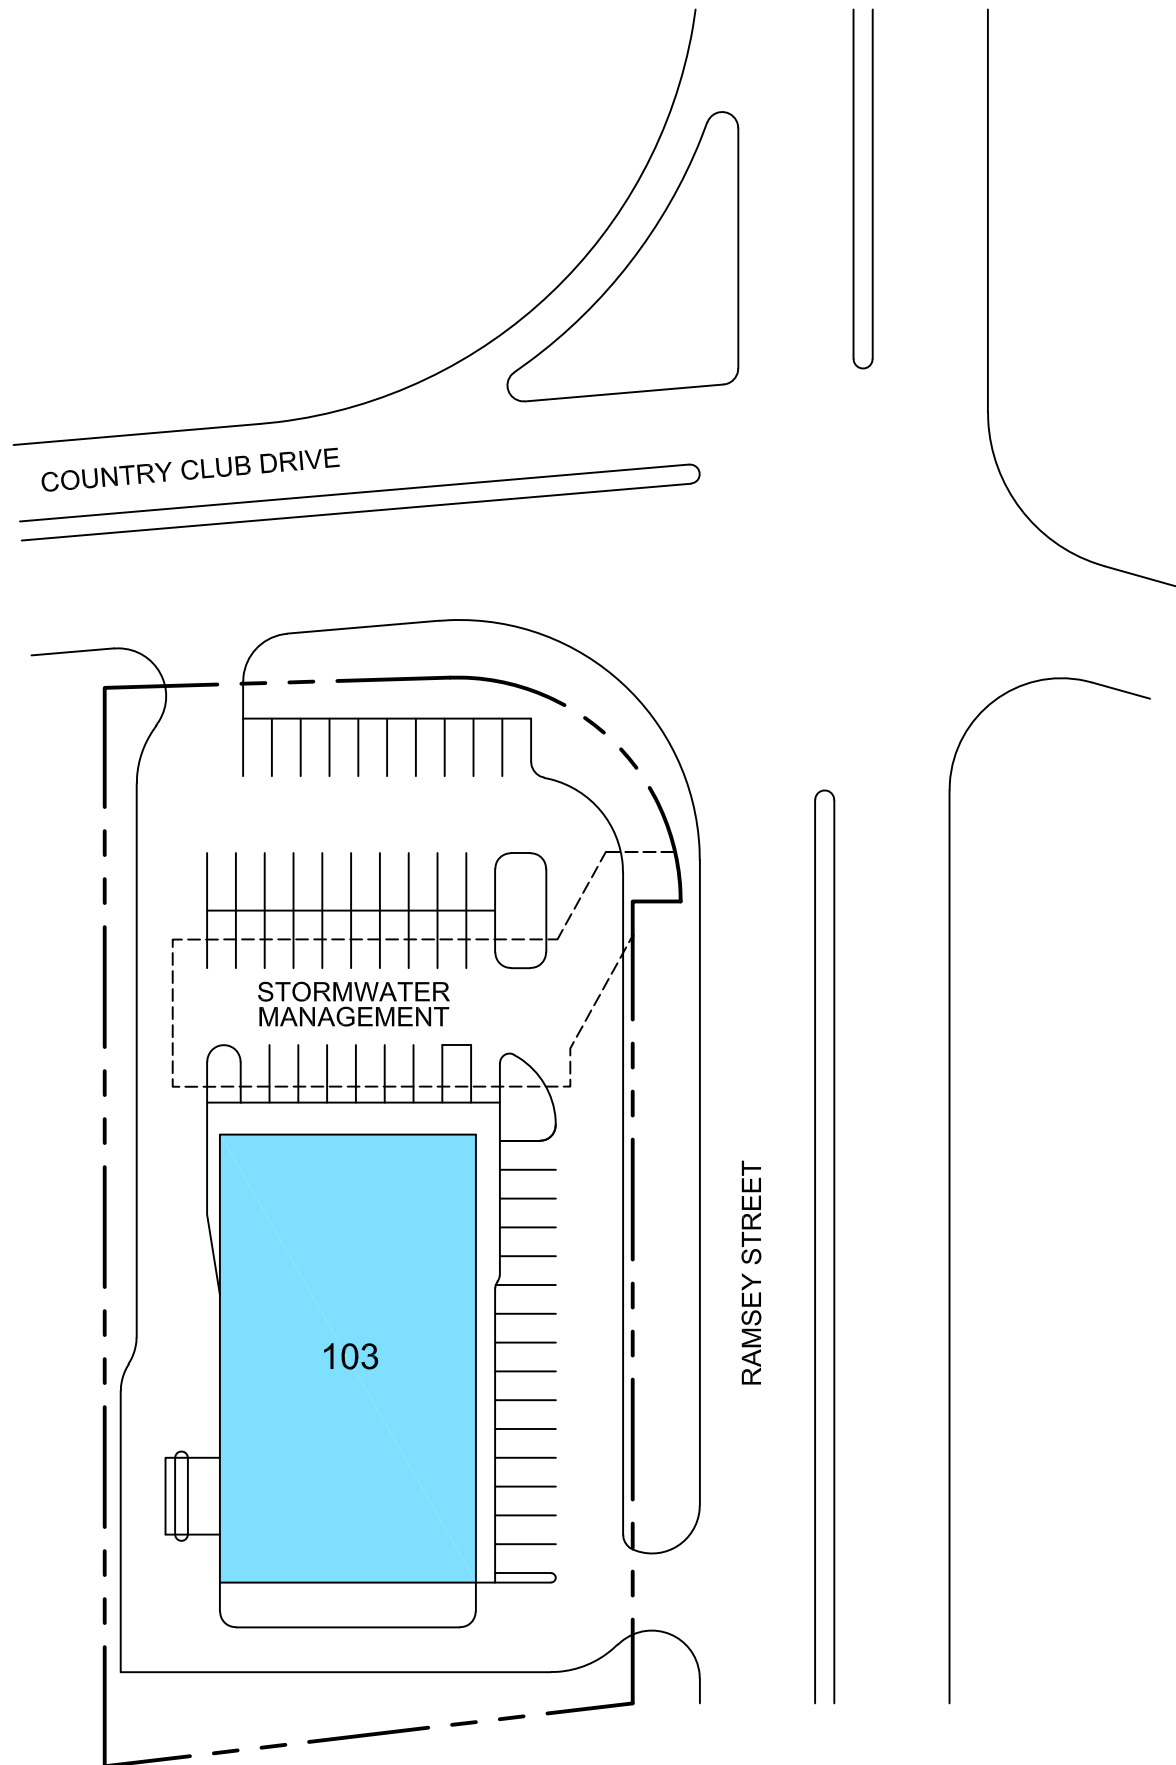 COUNTRY CLUB DRIVE
STORMWATER
MANAGEMENT
RAMSEY STREET
103